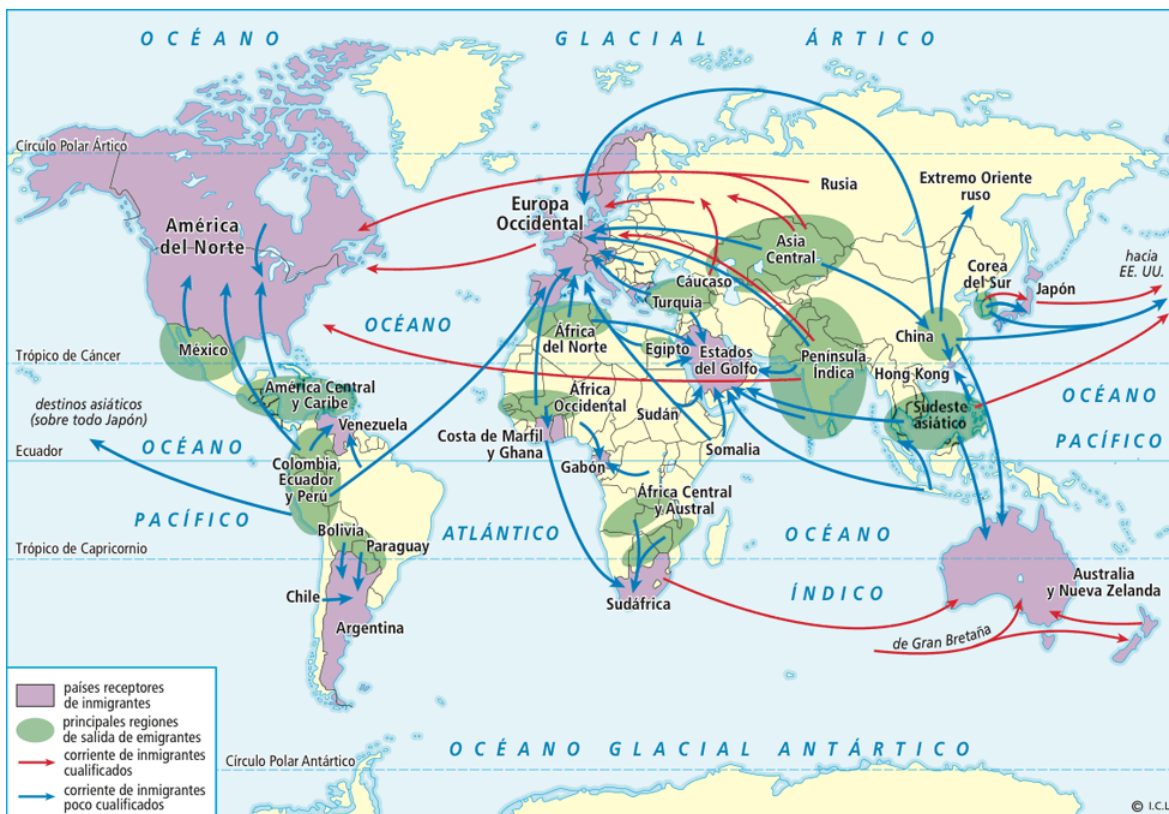 OCÉANO GLACIAL ÁRTICO
Círculo Polar Ártico
América
del Norte
Europa
Occidental
Rusia
Extremo Oriente
ruso
Asia
Central
Corea
del Sur
Japón
hacia
EE. UU.
Cáucaso
Turquía
OCÉANO
África
del Norte
Egipto
Estados
del Golfo
Península
Índica
China
Hong Kong
México
Trópico de Cáncer
América Central
y Caribe
África
Occidental
Sudán
Sudeste
asiático
OCÉANO
destinos asiáticos
(sobre todo Japón)
Venezuela
Costa de Marfil
y Ghana
Somalia
PACÍFICO
Ecuador
OCÉANO
Colombia,
Ecuador
y Perú
Gabón
África Central
y Austral
PACÍFICO
Bolivia
ATLÁNTICO
OCÉANO
Trópico de Capricornio
Paraguay
Chile
Argentina
Sudáfrica
ÍNDICO
Australia
y Nueva Zelanda
de Gran Bretaña
países receptores
de inmigrantes
principales regiones
de salida de emigrantes
corriente de inmigrantes
cualificados
corriente de inmigrantes
poco cualificados
Círculo Polar Antártico
OCÉANO GLACIAL ANTÁRTICO
© I.C.L